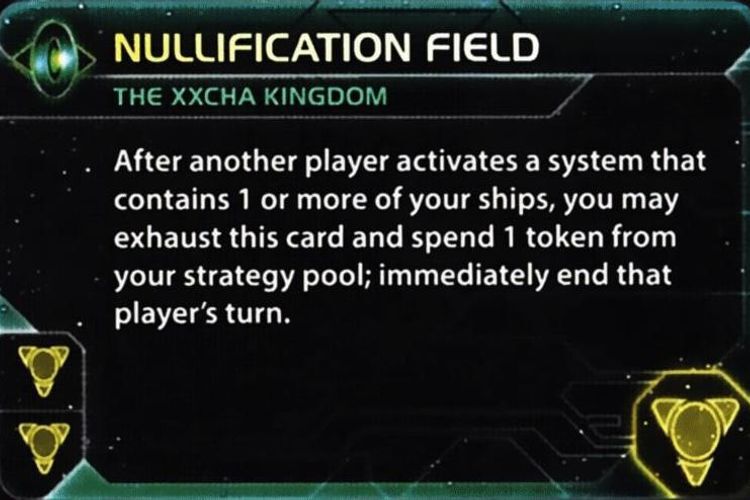 NULLIFICATION FIELD
THE XXCHA KINGDOM
After another player activates a system that
contains 1 or more of your ships, you may
exhaust this card and spend 1 token from
your strategy pool; immediately end that
player's turn.